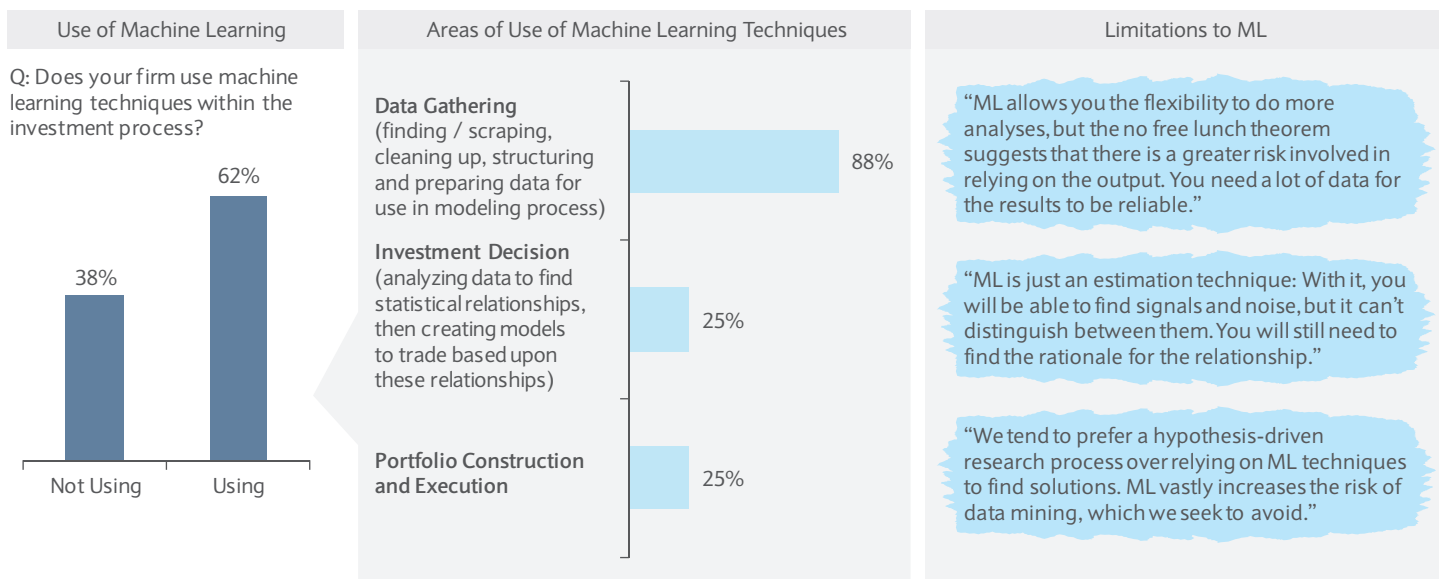 Use of Machine Learning
Q: Does your firm use machine
learning techniques within the
investment process?
62%
38%
Not Using
Using
Areas of Use of Machine Learning Techniques
Data Gathering
(finding / scraping,
cleaning up, structuring
and preparing data for
use in modeling process)
88%
Investment Decision
(analyzing data to find
statistical relationships,
then creating models
to trade based upon
these relationships)
25%
Portfolio Construction
and Execution
25%
Limitations to ML
“ML allows you the flexibility to do more
analyses, but the no free lunch theorem
suggests that there is a greater risk involved in
relying on the output. You need a lot of data for
the results to be reliable.”
“ML is just an estimation technique: With it, you
will be able to find signals and noise, but it can’t
distinguish between them. You will still need to
find the rationale for the relationship.”
“We tend to prefer a hypothesis-driven
research process over relying on ML techniques
to find solutions. ML vastly increases the risk of
data mining, which we seek to avoid.”